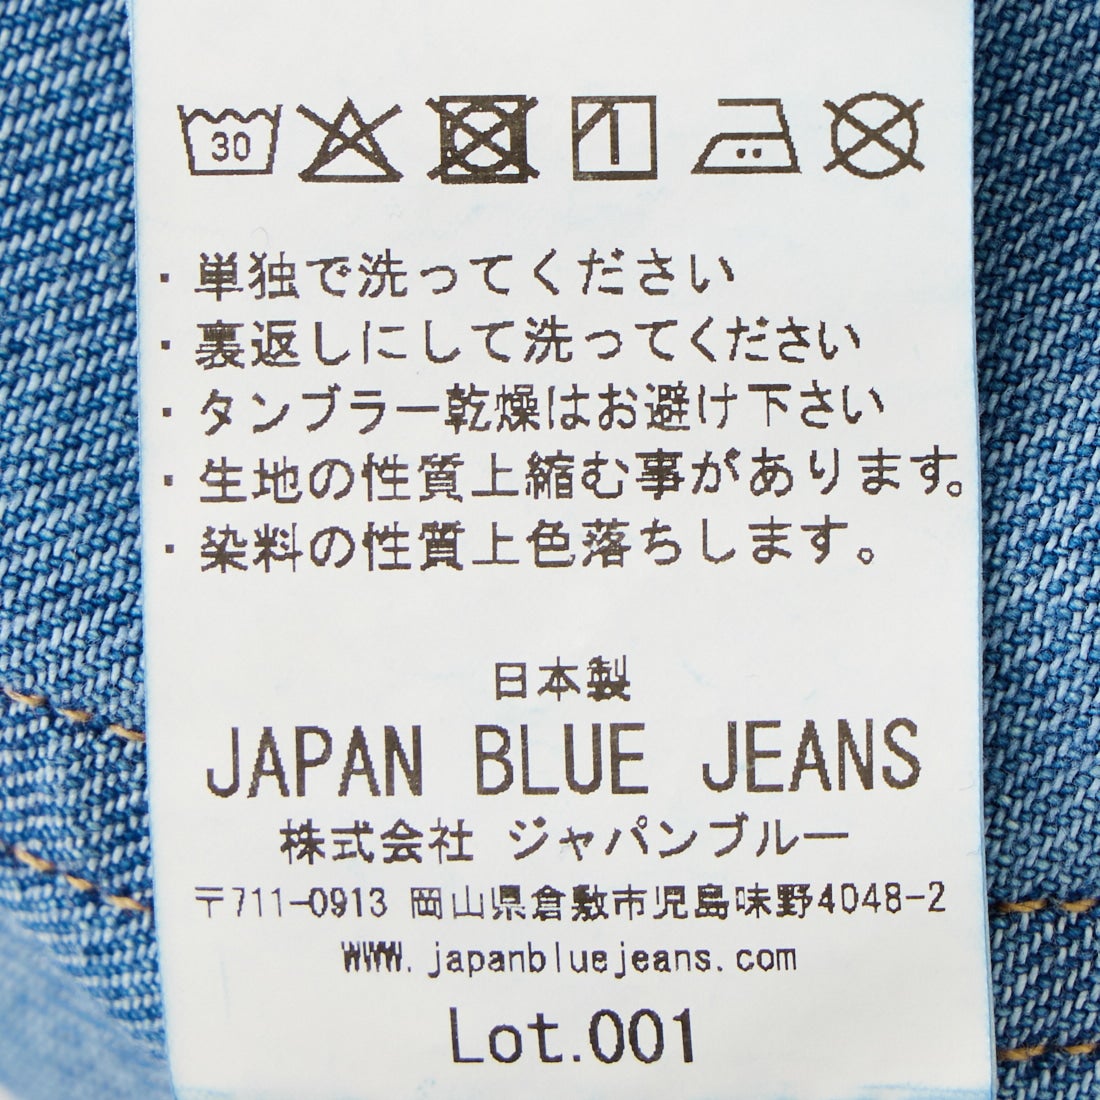 30
・単独で洗ってください
・裏返しにして洗ってください
・タンブラー乾燥はお避け下さい
・生地の性質上縮む事があります。
・染料の性質上色落ちします。
日本製
JAPAN BLUE JEANS
株式会社 ジャパンブルー
〒711-0913 岡山県倉敷市児島味野4048-2
www.japanbluejeans.com
Lot.001